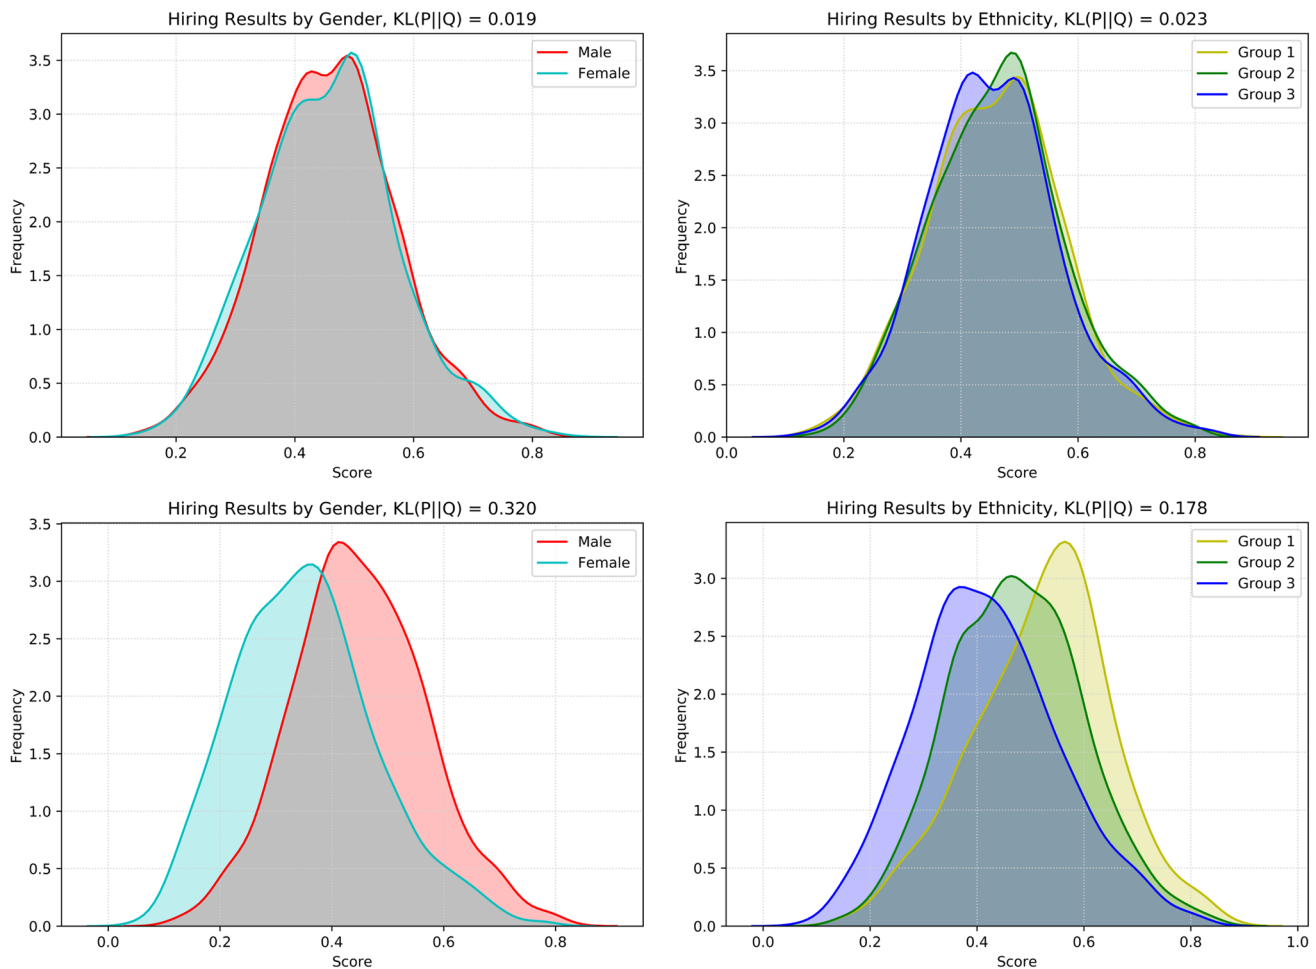 Hiring Results by Gender, KL(P||Q) = 0.019
Male
Female
Frequency
3.5
3.0
2.5
2.0
1.5
1.0
0.5
0.0
0.2
0.4
0.6
0.8
Score
Hiring Results by Ethnicity, KL(P||Q) = 0.023
Group 1
Group 2
Group 3
Frequency
3.5
3.0
2.5
2.0
1.5
1.0
0.5
0.0
0.0
0.2
0.4
0.6
0.8
Score
Hiring Results by Gender, KL(P||Q) = 0.320
Male
Female
Frequency
3.5
3.0
2.5
2.0
1.5
1.0
0.5
0.0
0.0
0.2
0.4
0.6
0.8
Score
Hiring Results by Ethnicity, KL(P||Q) = 0.178
Group 1
Group 2
Group 3
Frequency
3.0
2.5
2.0
1.5
1.0
0.5
0.0
0.0
0.2
0.4
0.6
0.8
1.0
Score